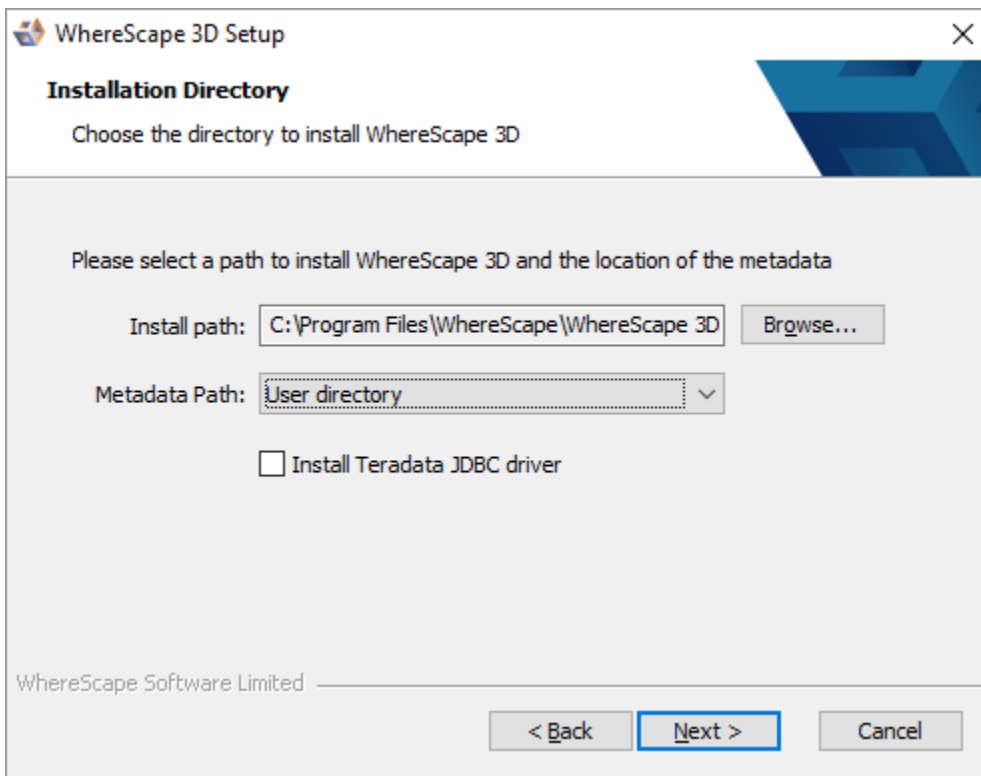 WhereScape 3D Setup
Installation Directory
Choose the directory to install WhereScape 3D
Please select a path to install WhereScape 3D and the location of the metadata
Install path: C:\Program Files\WhereScape\WhereScape 3D Browse...
Metadata Path: User directory
Install Teradata JDBC driver
WhereScape Software Limited
< Back Next > Cancel